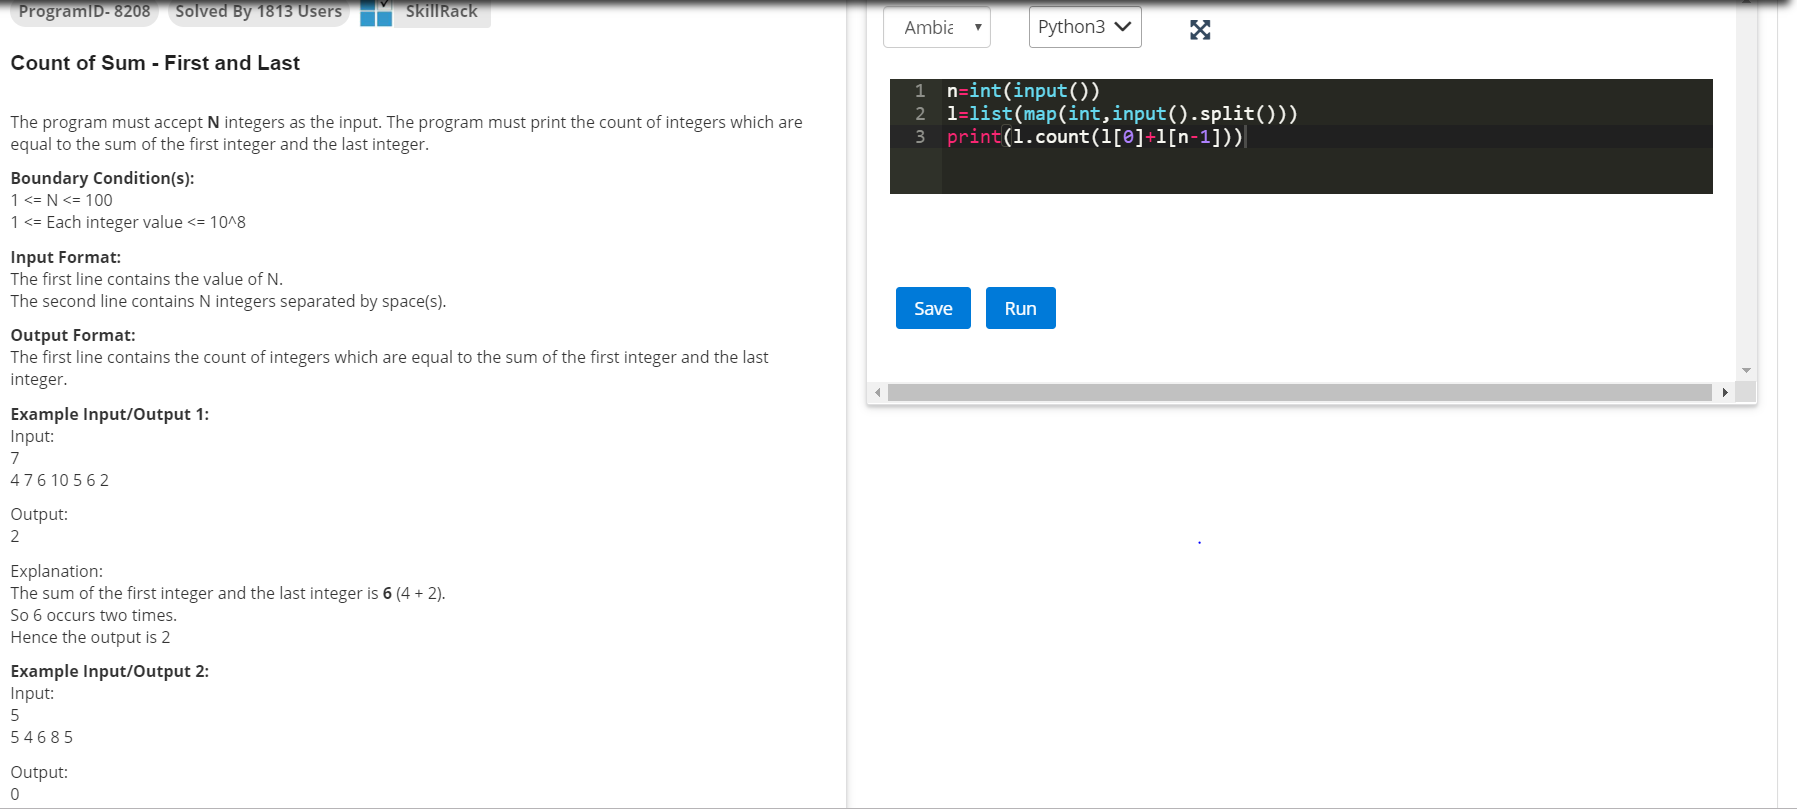 ProgramID- 8208 Solved By 1813 Users SkillRack
Count of Sum - First and Last
The program must accept N integers as the input. The program must print the count of integers which are
equal to the sum of the first integer and the last integer.
Boundary Condition(s):
1 <= N <= 100
1 <= Each integer value <= 10^8
Input Format:
The first line contains the value of N.
The second line contains N integers separated by space(s).
Output Format:
The first line contains the count of integers which are equal to the sum of the first integer and the last
integer.
Example Input/Output 1:
Input:
7
4 7 6 10 5 6 2
Output:
2
Explanation:
The sum of the first integer and the last integer is 6 (4 + 2).
So 6 occurs two times.
Hence the output is 2
Example Input/Output 2:
Input:
5
5 4 6 8 5
Output:
0
Ambia Python3
1 n=int(input())
2 l=list(map(int,input().split()))
3 print(l.count(l[0]+l[n-1]))
Save Run